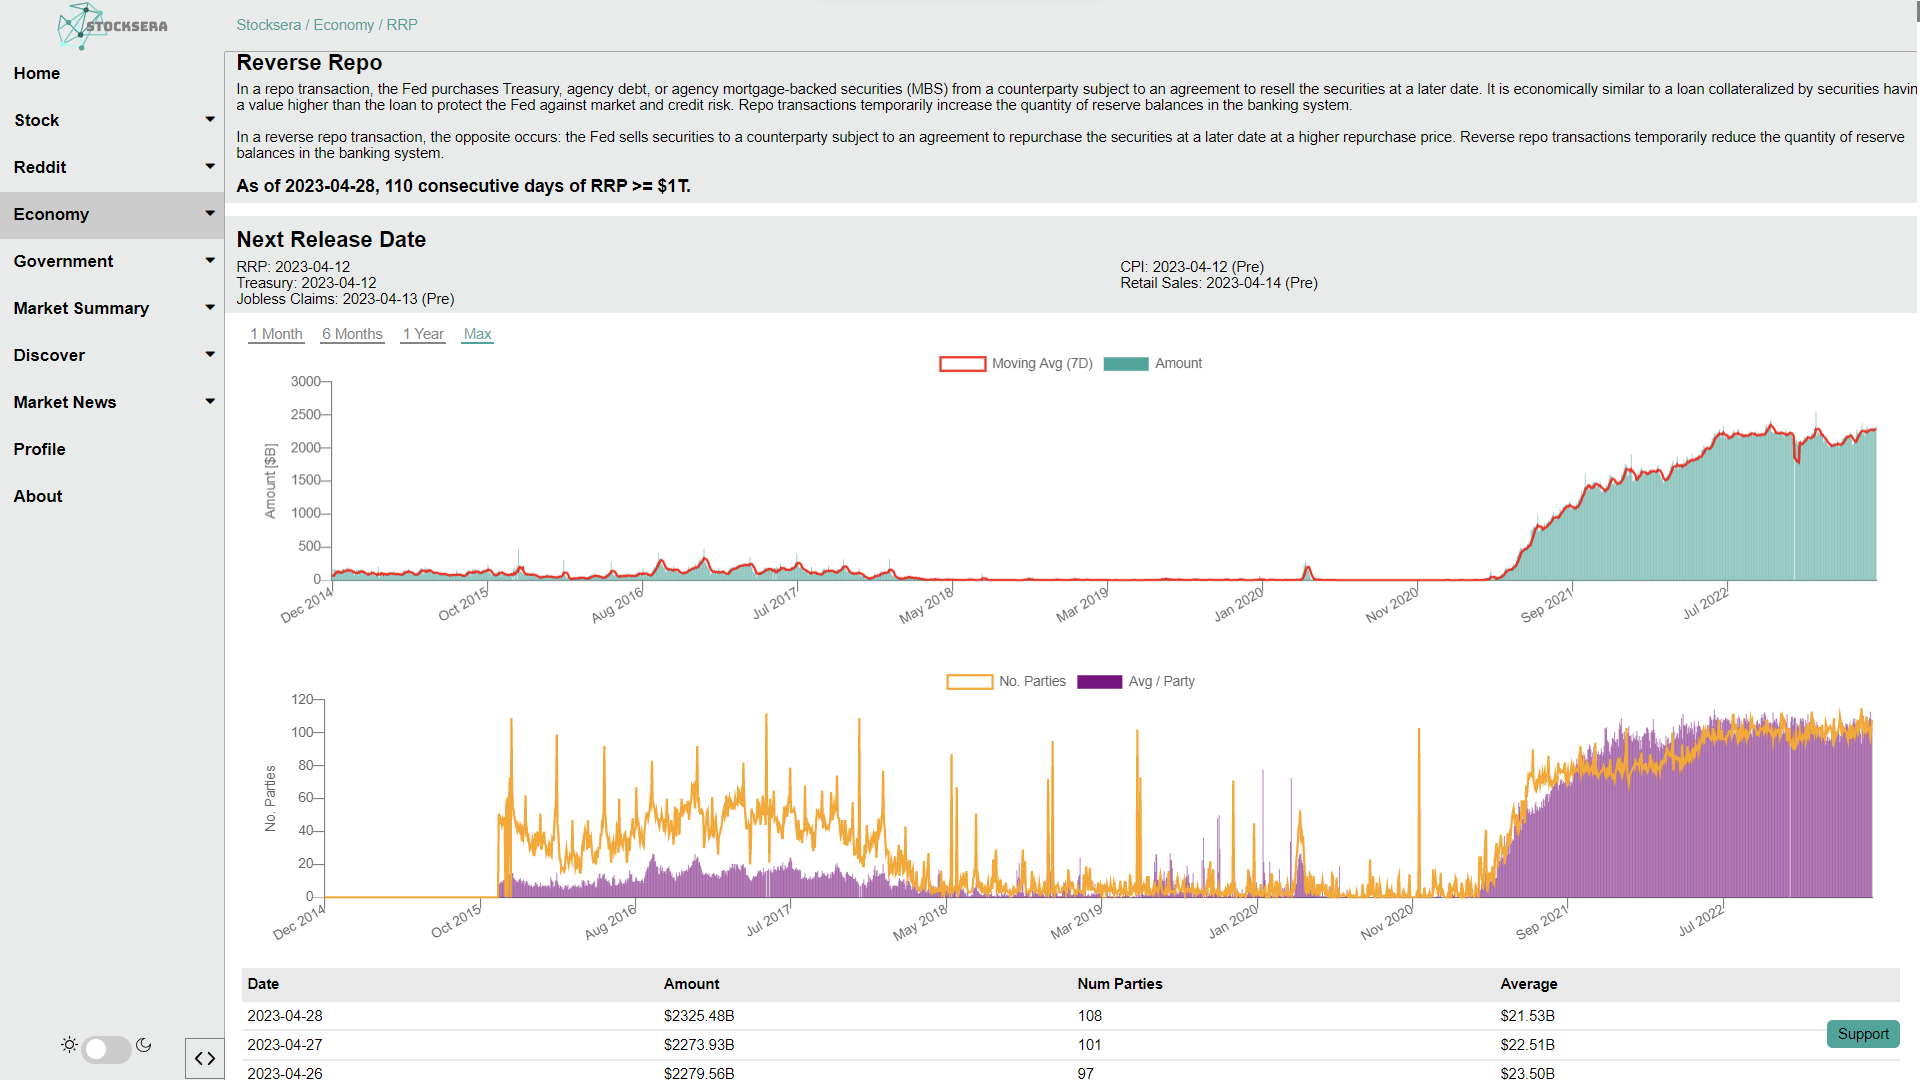 STOCKSERA
Stocksera / Economy / RRP
Home
Stock
Reddit
Economy
Government
Market Summary
Discover
Market News
Profile
About
Reverse Repo
In a repo transaction, the Fed purchases Treasury, agency debt, or agency mortgage-backed securities (MBS) from a counterparty subject to an agreement to resell the securities at a later date. It is economically similar to a loan collateralized by securities havin
a value higher than the loan to protect the Fed against market and credit risk. Repo transactions temporarily increase the quantity of reserve balances in the banking system.
In a reverse repo transaction, the opposite occurs: the Fed sells securities to a counterparty subject to an agreement to repurchase the securities at a later date at a higher repurchase price. Reverse repo transactions temporarily reduce the quantity of reserve
balances in the banking system.
As of 2023-04-28, 110 consecutive days of RRP >= $1T.
Next Release Date
RRP: 2023-04-12
Treasury: 2023-04-12
Jobless Claims: 2023-04-13 (Pre)
CPI: 2023-04-12 (Pre)
Retail Sales: 2023-04-14 (Pre)
1 Month 6 Months 1 Year Max
Moving Avg (7D) Amount
Amount [$B]
3000
2500
2000
1500
1000
500
0
Dec 2014 Oct 2015 Aug 2016 Jul 2017 May 2018 Mar 2019 Jan 2020 Nov 2020 Sep 2021 Jul 2022
No. Parties Avg / Party
No. Parties
120
100
80
60
40
20
0
Dec 2014 Oct 2015 Aug 2016 Jul 2017 May 2018 Mar 2019 Jan 2020 Nov 2020 Sep 2021 Jul 2022
Date Amount Num Parties Average
2023-04-28 $2325.48B 108 $21.53B
2023-04-27 $2273.93B 101 $22.51B
2023-04-26 $2279.56B 97 $23.50B
Support